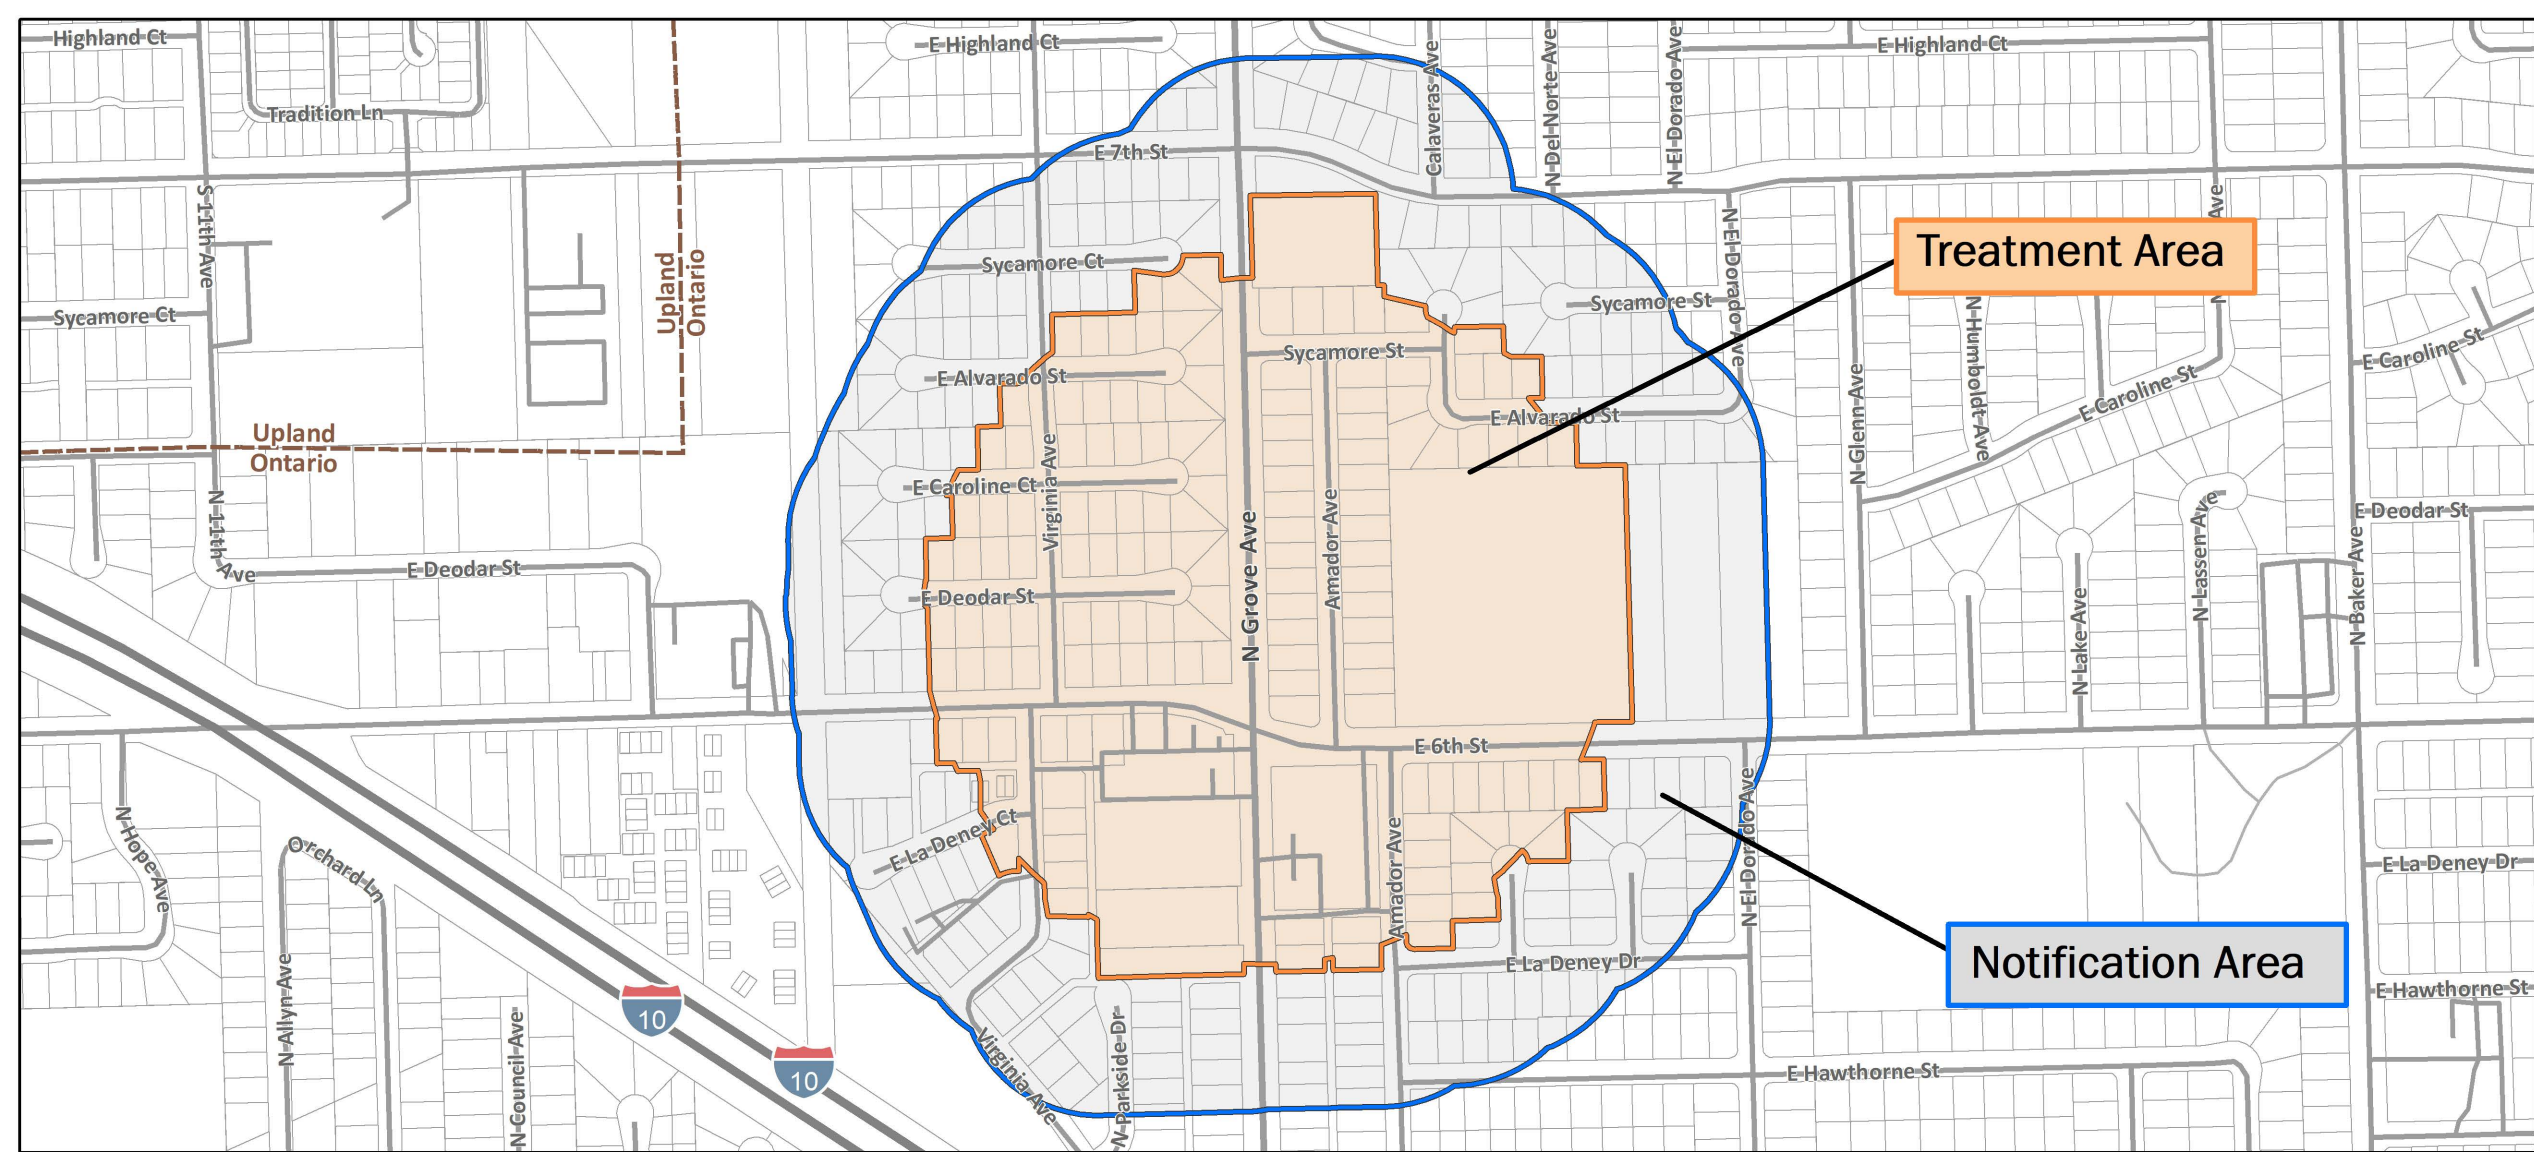 Highland Ct
E Highland Ct
E Highland Ct
Calaveras Ave
N Del Norte Ave
N El Dorado Ave
Tradition Ln
E 7th St
S 11th Ave
Ave
N El Dorado Ave
Treatment Area
Upland
Ontario
Sycamore Ct
Sycamore Ct
Sycamore St
Sycamore St
N Humboldt Ave
E Caroline St
E Caroline St
E Alvarado St
E Alvarado St
N Glenn Ave
Upland
Ontario
Virginia Ave
E Caroline Ct
N 11th Ave
Amador Ave
N Grove Ave
N Lassen Ave
E Deodar St
E Deodar St
E Deodar St
N Baker Ave
N Lake Ave
E 6th St
N El Dorado Ave
N Hope Ave
Orchard Ln
E La Deney Ct
Amador Ave
E La Deney Dr
E La Deney Dr
Notification Area
E Hawthorne St
N Allyn Ave
N Council Ave
10
10
Virginia Ave
W Parkside Dr
E Hawthorne St